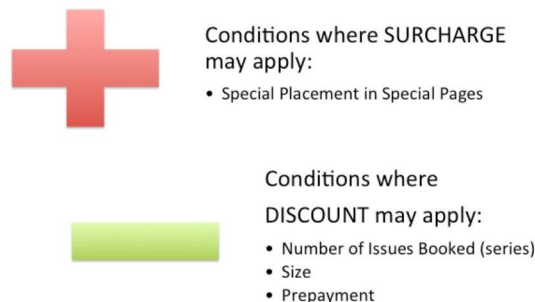 Conditions where SURCHARGE
may apply:
• Special Placement in Special Pages
Conditions where
DISCOUNT may apply:
• Number of Issues Booked (series)
• Size
• Prepayment